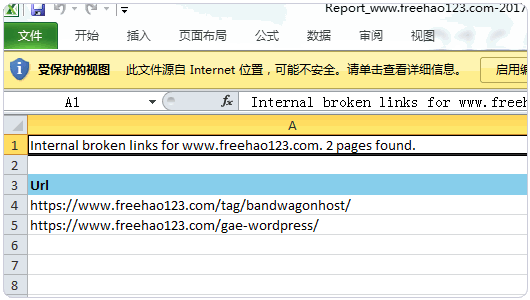 Report_www.freehao123.com-2017
文件 开始 插入 页面布局 公式 数据 审阅 视图
受保护的视图 此文件源自 Internet 位置，可能不安全。请单击查看详细信息。 启用编
A1 fx Internal broken links for www.freeh
A
1 Internal broken links for www.freehao123.com. 2 pages found.
2
3 Url
4 https://www.freehao123.com/tag/bandwagonhost/
5 https://www.freehao123.com/gae-wordpress/
6
7
8